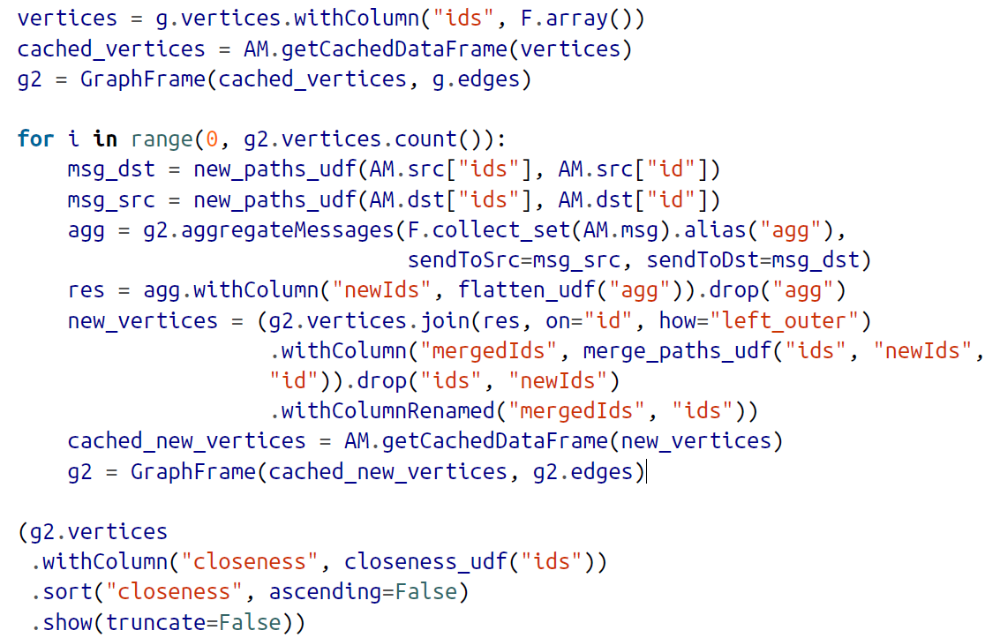 vertices = g.vertices.withColumn("ids", F.array())
cached_vertices = AM.getCachedDataFrame(vertices)
g2 = GraphFrame(cached_vertices, g.edges)

for i in range(0, g2.vertices.count()):
    msg_dst = new_paths_udf(AM.src["ids"], AM.src["id"])
    msg_src = new_paths_udf(AM.dst["ids"], AM.dst["id"])
    agg = g2.aggregateMessages(F.collect_set(AM.msg).alias("agg"),
                               sendToSrc=msg_src, sendToDst=msg_dst)
    res = agg.withColumn("newIds", flatten_udf("agg")).drop("agg")
    new_vertices = (g2.vertices.join(res, on="id", how="left_outer")
                    .withColumn("mergedIds", merge_paths_udf("ids", "newIds",
                    "id")).drop("ids", "newIds")
                    .withColumnRenamed("mergedIds", "ids"))
    cached_new_vertices = AM.getCachedDataFrame(new_vertices)
    g2 = GraphFrame(cached_new_vertices, g2.edges)

(g2.vertices
 .withColumn("closeness", closeness_udf("ids"))
 .sort("closeness", ascending=False)
 .show(truncate=False))